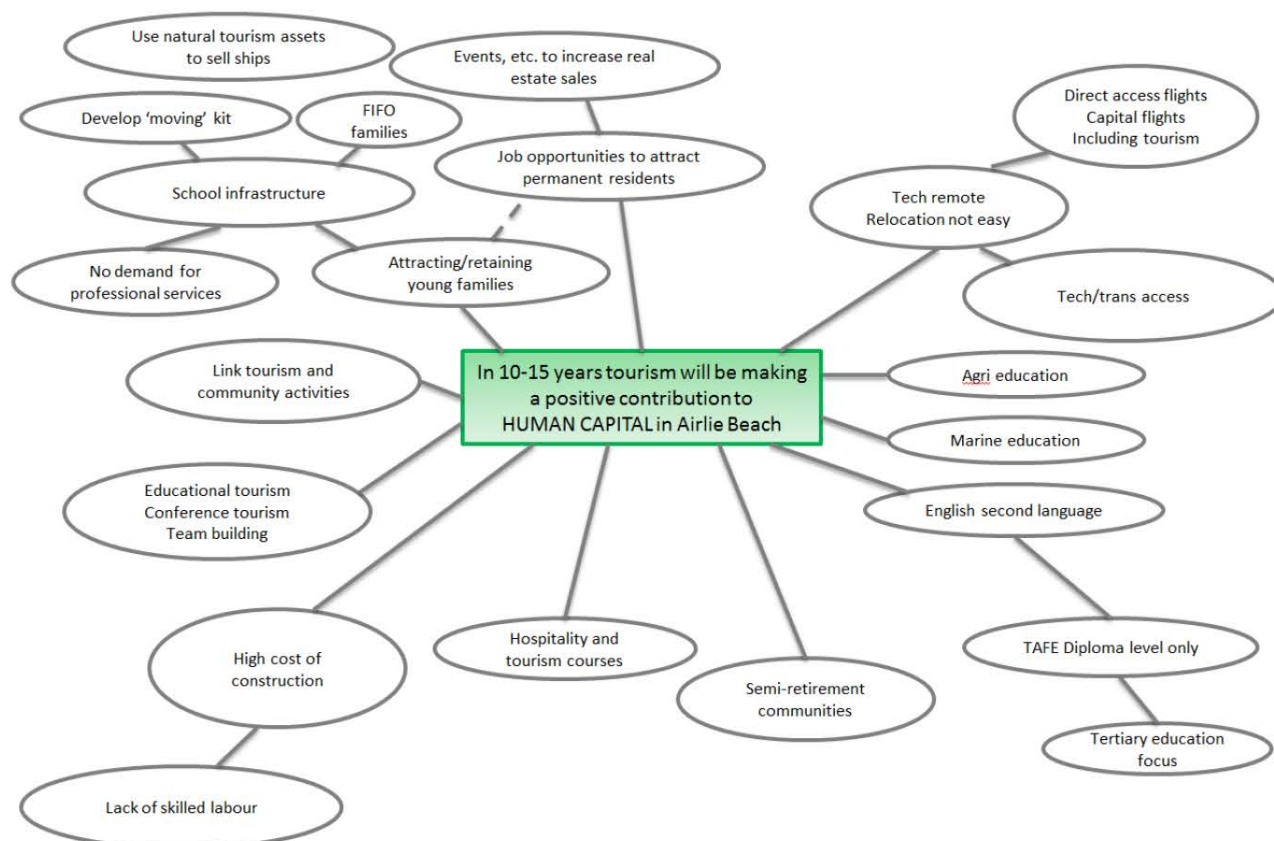 Use natural tourism assets
to sell ships
Events, etc. to increase real
estate sales
Direct access flights
Capital flights
Including tourism
Develop ‘moving’ kit
FIFO
families
Job opportunities to attract
permanent residents
School infrastructure
Tech remote
Relocation not easy
No demand for
professional services
Attracting/retaining
young families
Tech/trans access
Link tourism and
community activities
In 10-15 years tourism will be making
a positive contribution to
HUMAN CAPITAL in Airlie Beach
Agri education
Marine education
Educational tourism
Conference tourism
Team building
English second language
High cost of
construction
Hospitality and
tourism courses
Semi-retirement
communities
TAFE Diploma level only
Tertiary education
focus
Lack of skilled labour